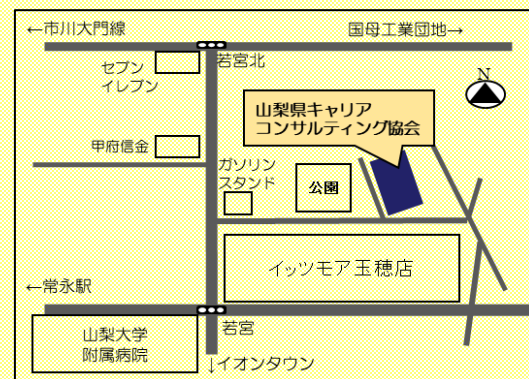 ←市川大門線
国母工業団地→
若宮北
セブン
イレブン
N
山梨県キャリア
コンサルティング協会
甲府信金
ガソリン
スタンド
公園
イッツモア玉穂店
←常永駅
若宮
山梨大学
附属病院
↓イオンタウン